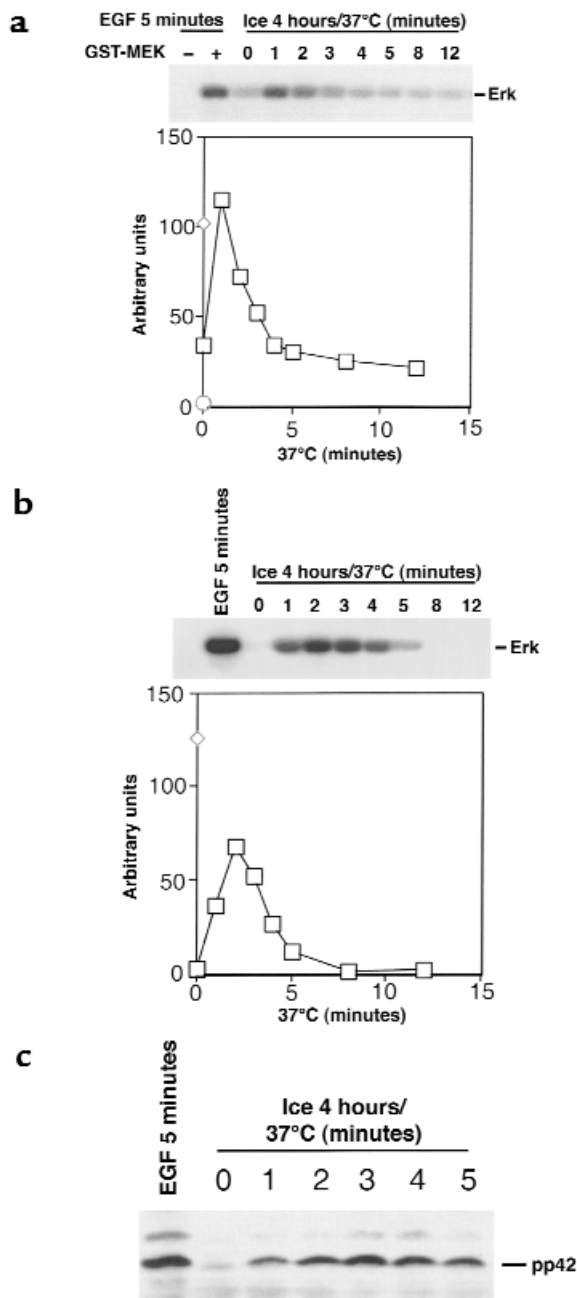 a
EGF 5 minutes Ice 4 hours/37°C (minutes)
GST-MEK – + 0 1 2 3 4 5 8 12
Erk
150
100
50
0
Arbitrary units
0 5 10 15
37°C (minutes)
b
EGF 5 minutes
Ice 4 hours/37°C (minutes)
0 1 2 3 4 5 8 12
Erk
150
100
50
0
Arbitrary units
0 5 10 15
37°C (minutes)
c
EGF 5 minutes
Ice 4 hours/
37°C (minutes)
0 1 2 3 4 5
pp42